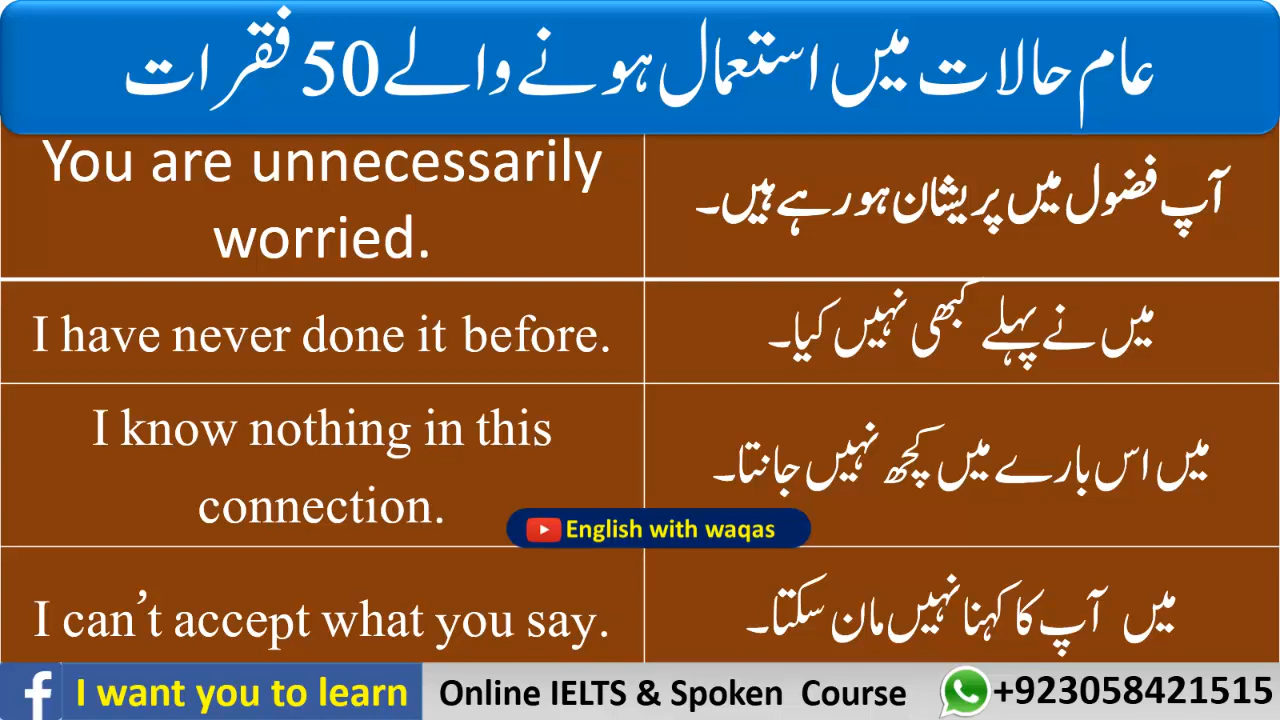 عام حالات میں استعمال ہونے والے 50 فقرات
You are unnecessarily
worried.
آپ فضول میں پریشان ہو رہے ہیں۔
I have never done it before.
میں نے پہلے کبھی نہیں کیا۔
I know nothing in this
connection.
میں اس بارے میں کچھ نہیں جانتا۔
English with waqas
I can't accept what you say.
میں آپ کا کہنا نہیں مان سکتا۔
f I want you to learn
Online IELTS & Spoken Course
+923058421515